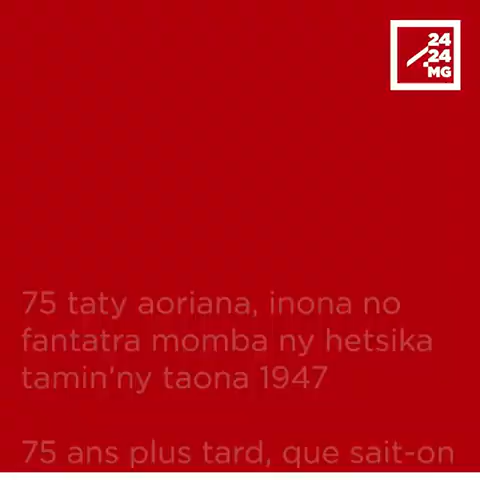 24
24
.MG
75 taty aoriana, inona no
fantatra momba ny hetsika
tamin'ny taona 1947
75 ans plus tard, que sait-on